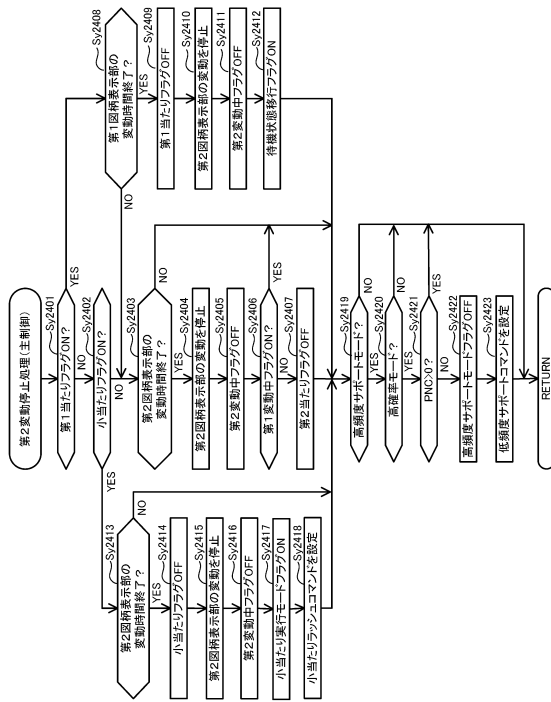 第2変動停止処理(主制御)
Sy2401
第1当たりフラグON?
YES
NO
Sy2402
小当たりフラグON?
YES
NO
Sy2403
第2図柄表示部の
変動時間終了?
NO
YES
Sy2404
第2図柄表示部の変動を停止
Sy2405
第2変動中フラグOFF
Sy2406
第1変動中フラグON?
YES
NO
Sy2407
第2当たりフラグOFF
Sy2408
第1図柄表示部の
変動時間終了?
NO
YES
Sy2409
第1当たりフラグOFF
Sy2410
第2図柄表示部の変動を停止
Sy2411
第2変動中フラグOFF
Sy2412
待機状態移行フラグON
Sy2413
第2図柄表示部の
変動時間終了?
NO
YES
Sy2414
小当たりフラグOFF
Sy2415
第2図柄表示部の変動を停止
Sy2416
第2変動中フラグOFF
Sy2417
小当たり実行モードフラグON
Sy2418
小当たりラッシュコマンドを設定
Sy2419
高頻度サポートモード?
NO
YES
Sy2420
高確率モード?
NO
YES
Sy2421
PNC>0?
YES
NO
Sy2422
高頻度サポートモードフラグOFF
Sy2423
低頻度サポートコマンドを設定
RETURN